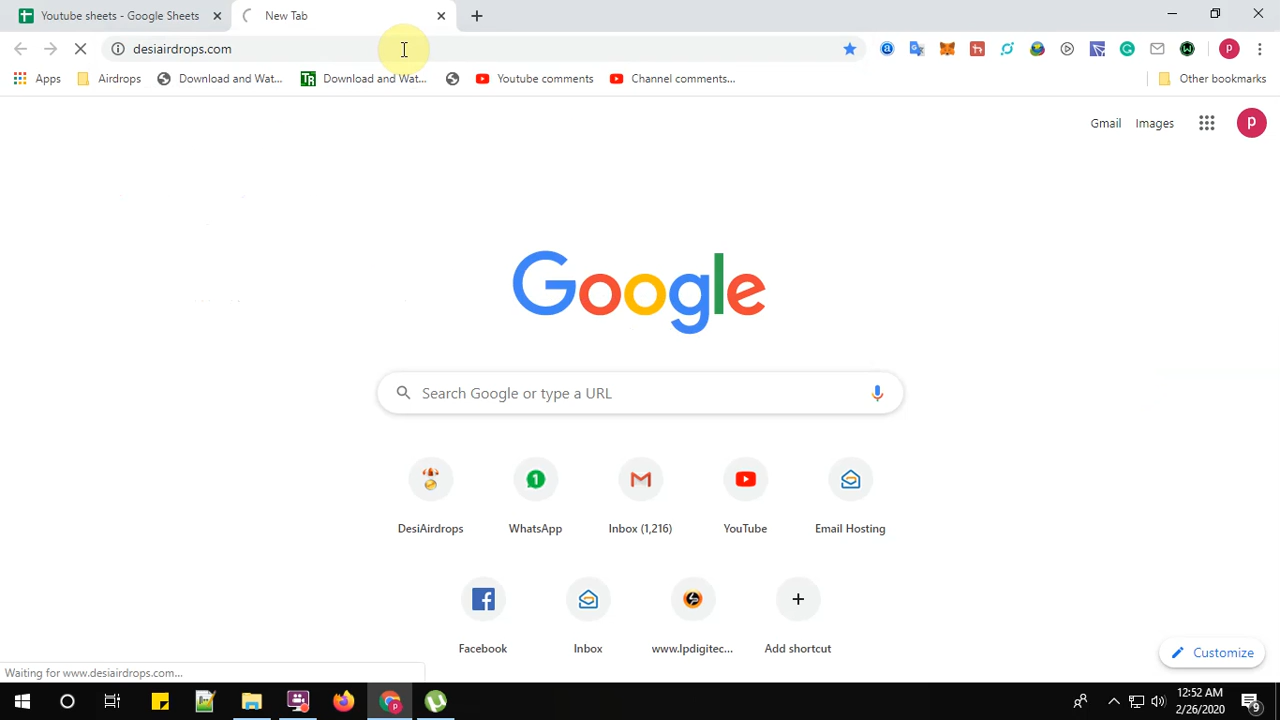 Youtube sheets - Google Sheets
New Tab
desiairdrops.com
Apps
Airdrops
Download and Wat...
TR
Download and Wat...
Youtube comments
Channel comments...
Other bookmarks
Gmail
Images
p
Google
Search Google or type a URL
DesiAirdrops
WhatsApp
Inbox (1,216)
YouTube
Email Hosting
Facebook
Inbox
www.lpdigitec...
Add shortcut
Customize
Waiting for www.desiairdrops.com...
12:52 AM
2/26/2020
9